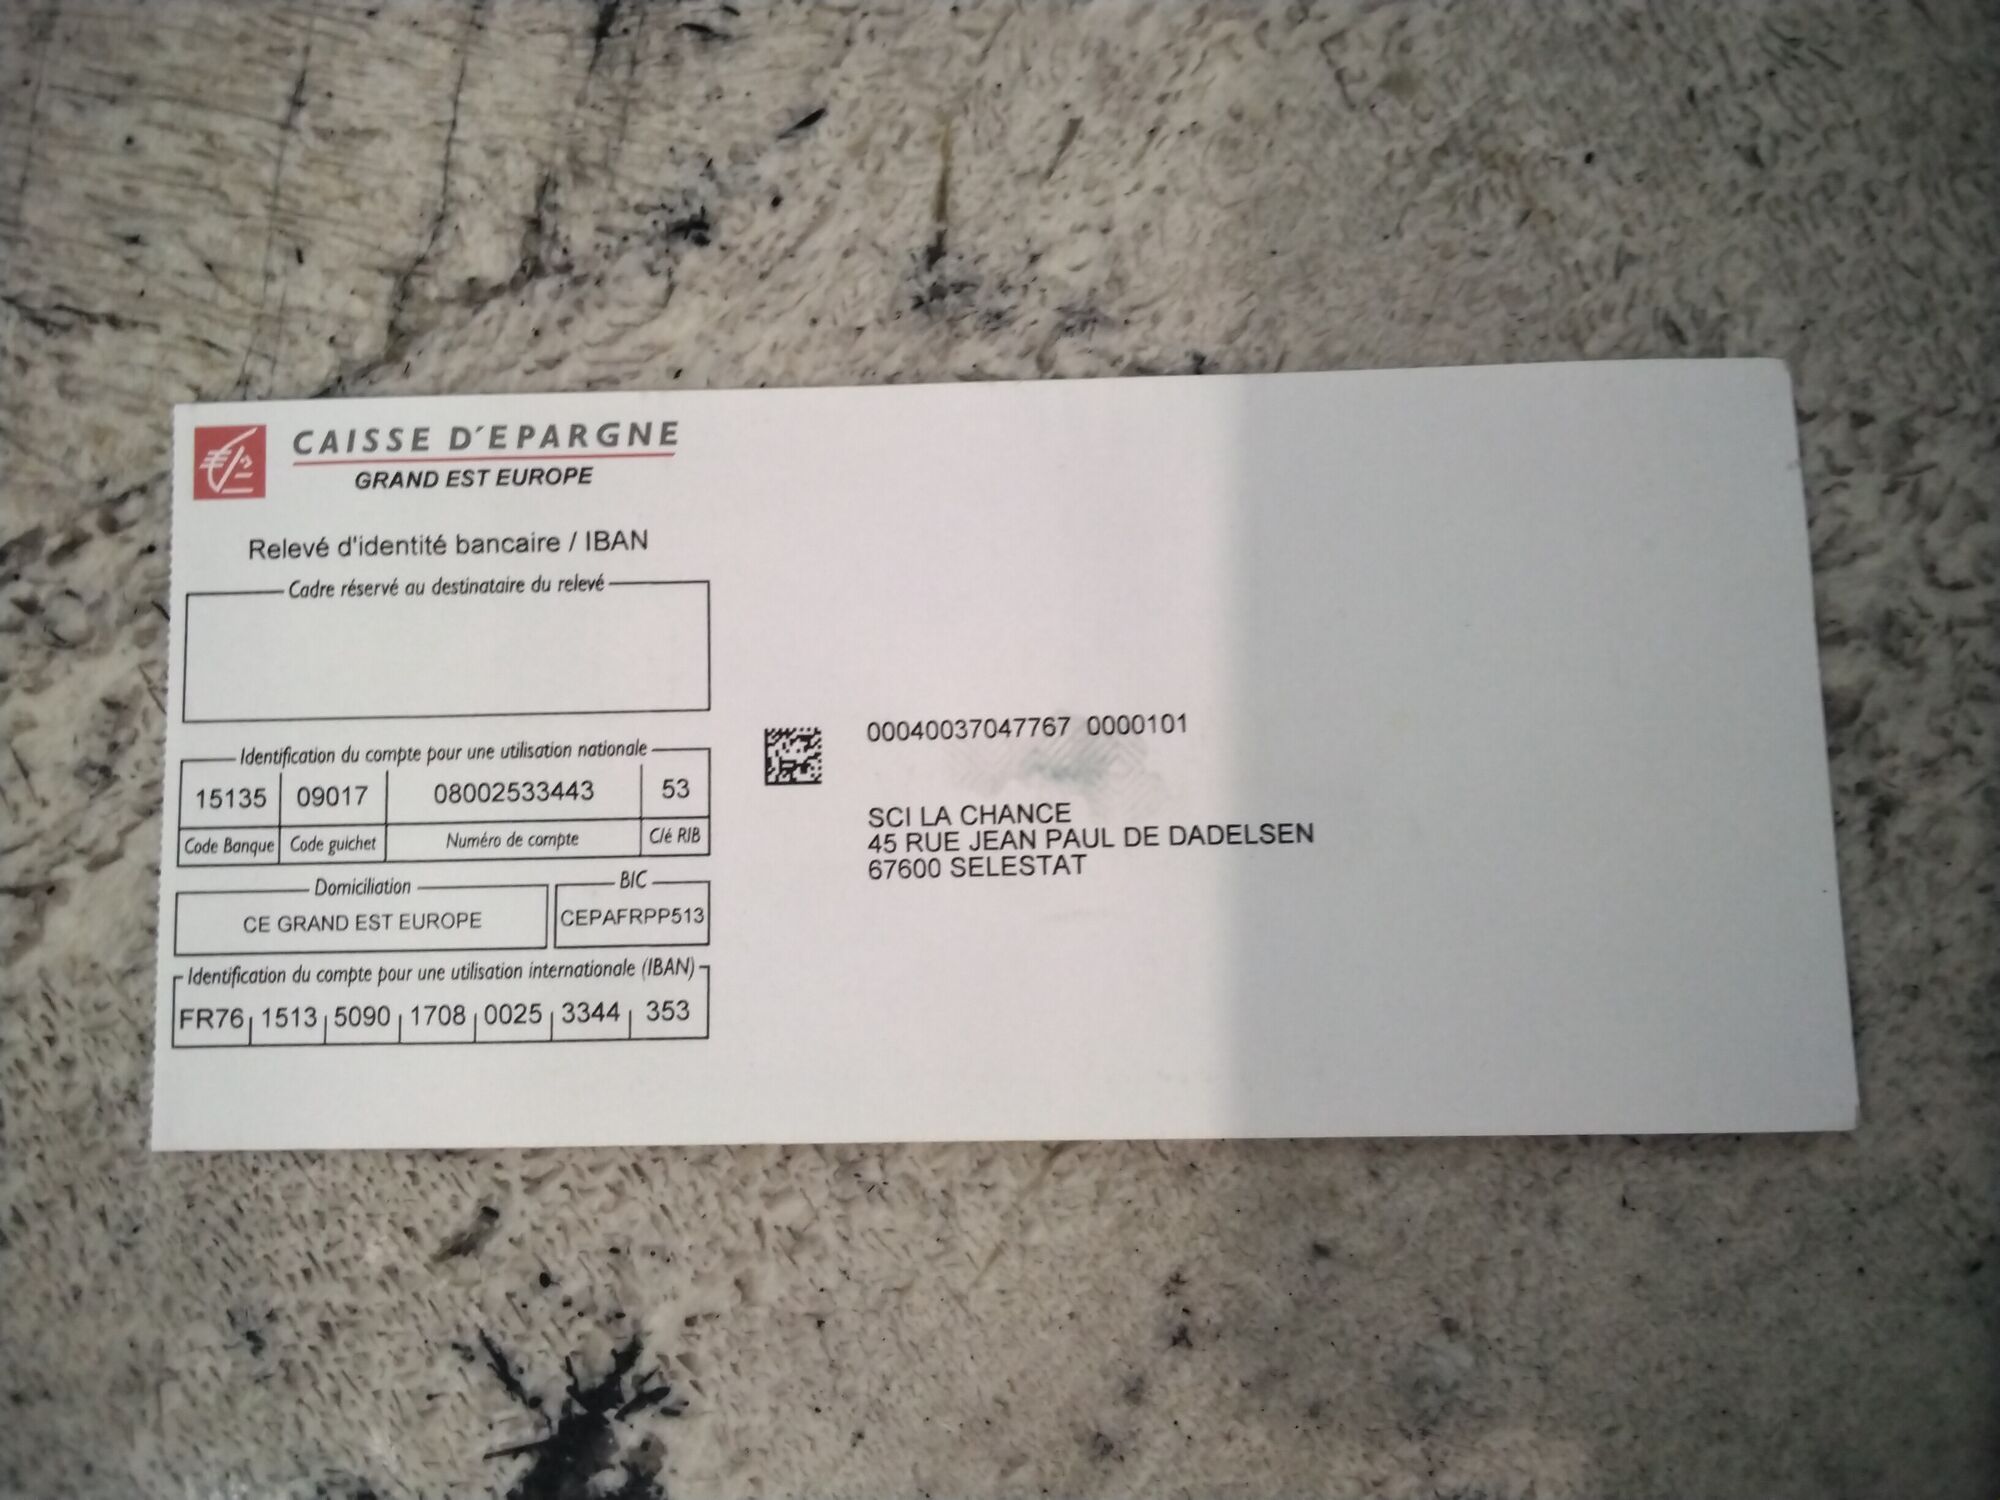 CAISSE D'EPARGNE
GRAND EST EUROPE
Relevé d'identité bancaire / IBAN
Cadre réservé au destinataire du relevé
Identification du compte pour une utilisation nationale
15135 09017 08002533443 53
Code Banque Code guichet Numéro de compte Clé RIB
Domiciliation BIC
CE GRAND EST EUROPE CEPAFRPP513
Identification du compte pour une utilisation internationale (IBAN)
FR76 1513 5090 1708 0025 3344 353
00040037047767 0000101
SCI LA CHANCE
45 RUE JEAN PAUL DE DADELSEN
67600 SELESTAT